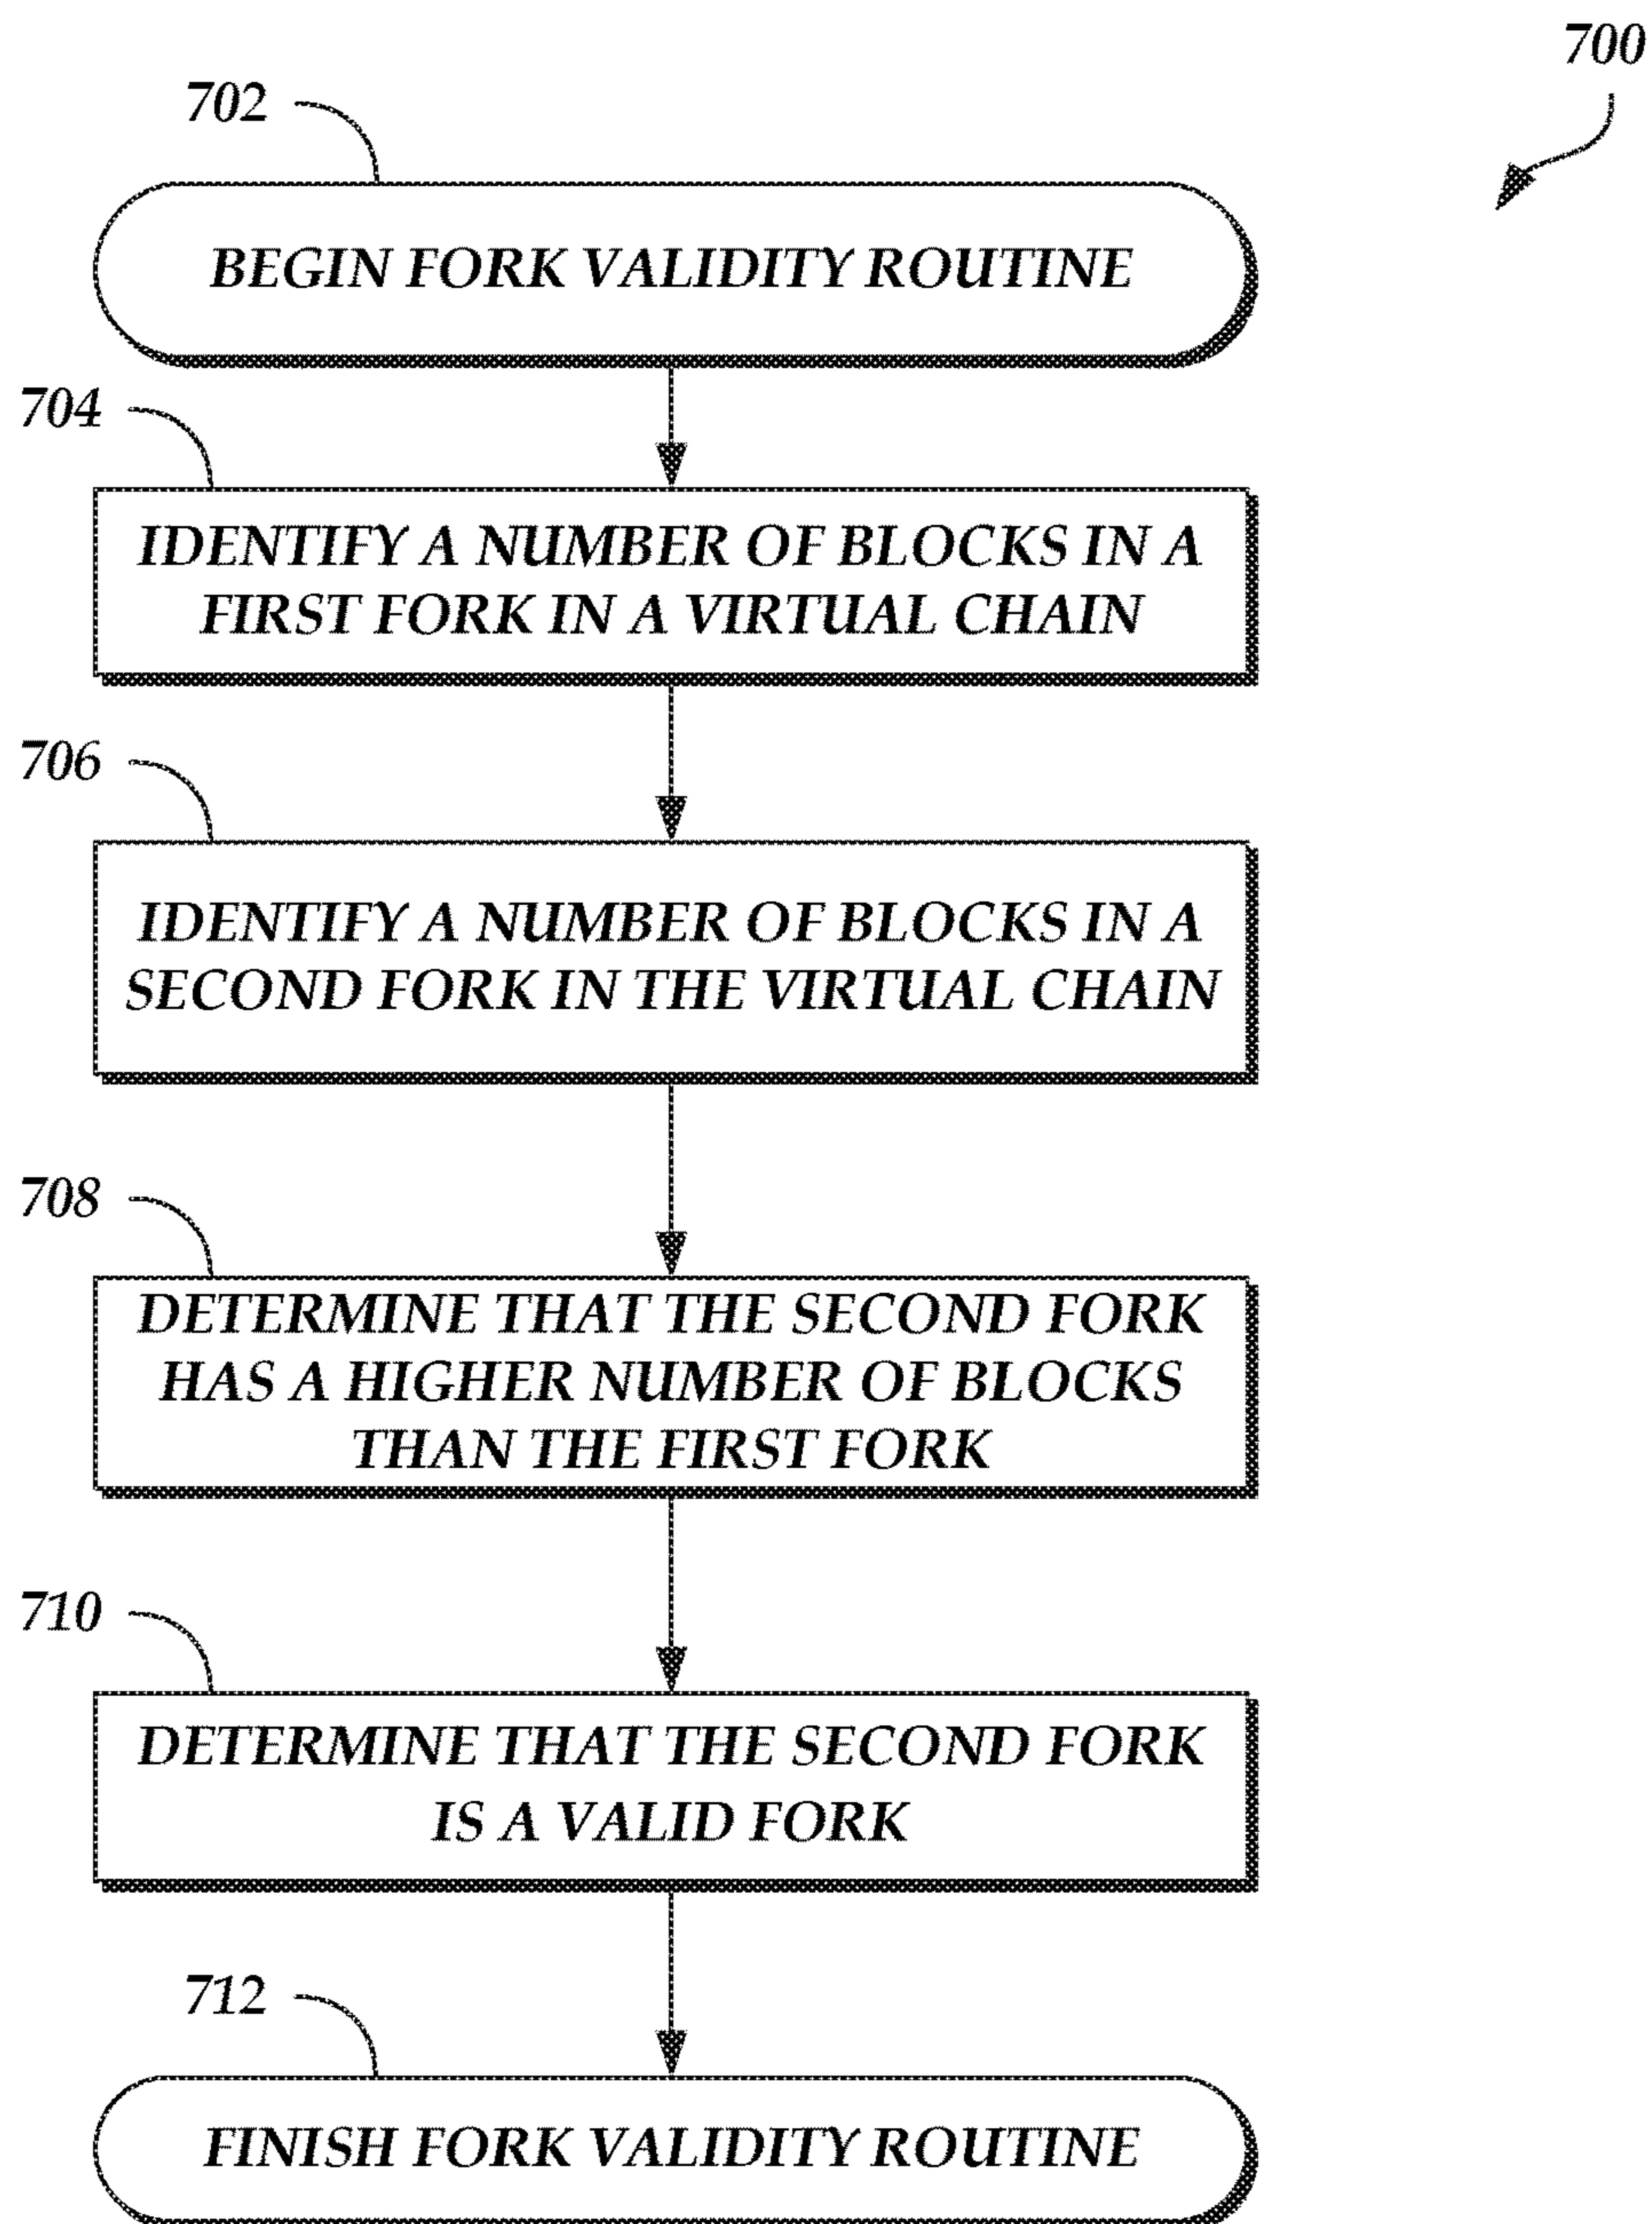 700
702
BEGIN FORK VALIDITY ROUTINE
704
IDENTIFY A NUMBER OF BLOCKS IN A
FIRST FORK IN A VIRTUAL CHAIN
706
IDENTIFY A NUMBER OF BLOCKS IN A
SECOND FORK IN THE VIRTUAL CHAIN
708
DETERMINE THAT THE SECOND FORK
HAS A HIGHER NUMBER OF BLOCKS
THAN THE FIRST FORK
710
DETERMINE THAT THE SECOND FORK
IS A VALID FORK
712
FINISH FORK VALIDITY ROUTINE